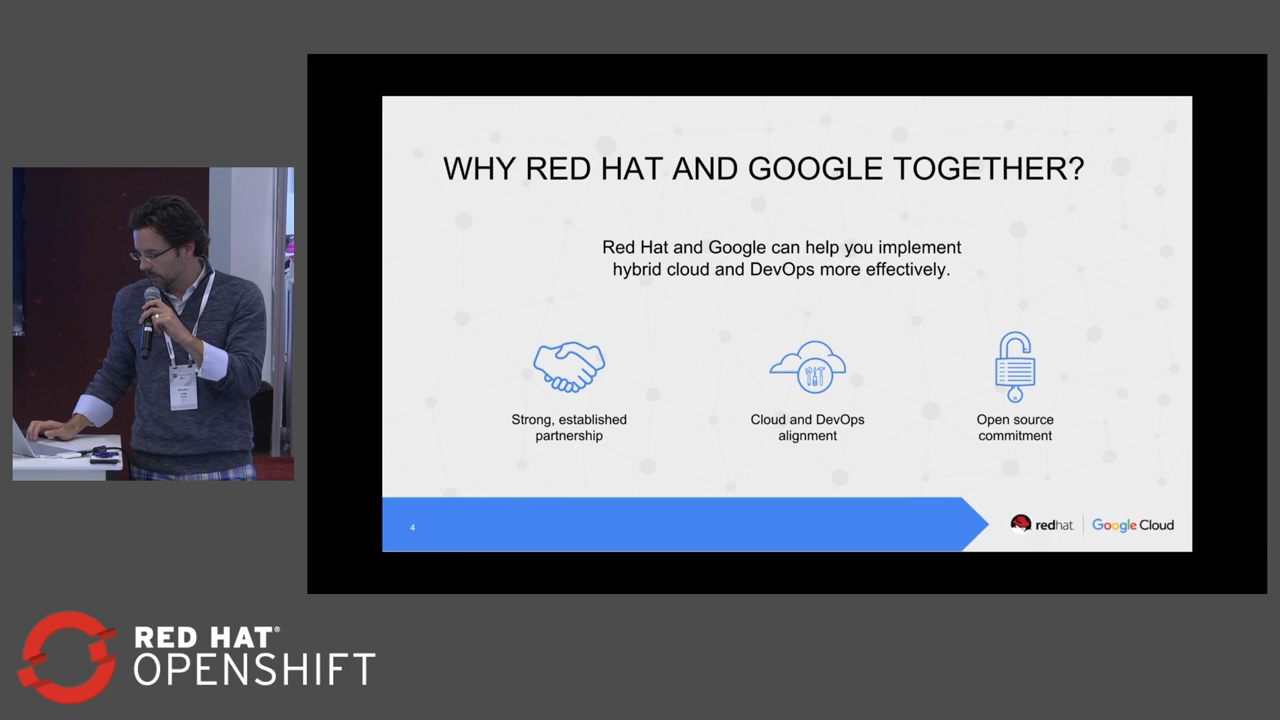 WHY RED HAT AND GOOGLE TOGETHER?
Red Hat and Google can help you implement
hybrid cloud and DevOps more effectively.
Strong, established
partnership
Cloud and DevOps
alignment
Open source
commitment
4
redhat
Google Cloud
RED HAT®
OPENSHIFT